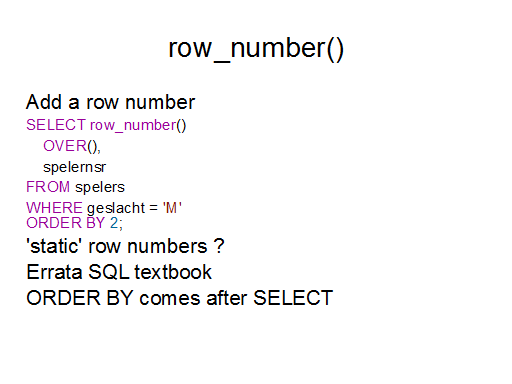 row_number()
Add a row number
SELECT row_number()
OVER(),
spelernsr
FROM spelers
WHERE geslacht = 'M'
ORDER BY 2;
'static' row numbers ?
Errata SQL textbook
ORDER BY comes after SELECT